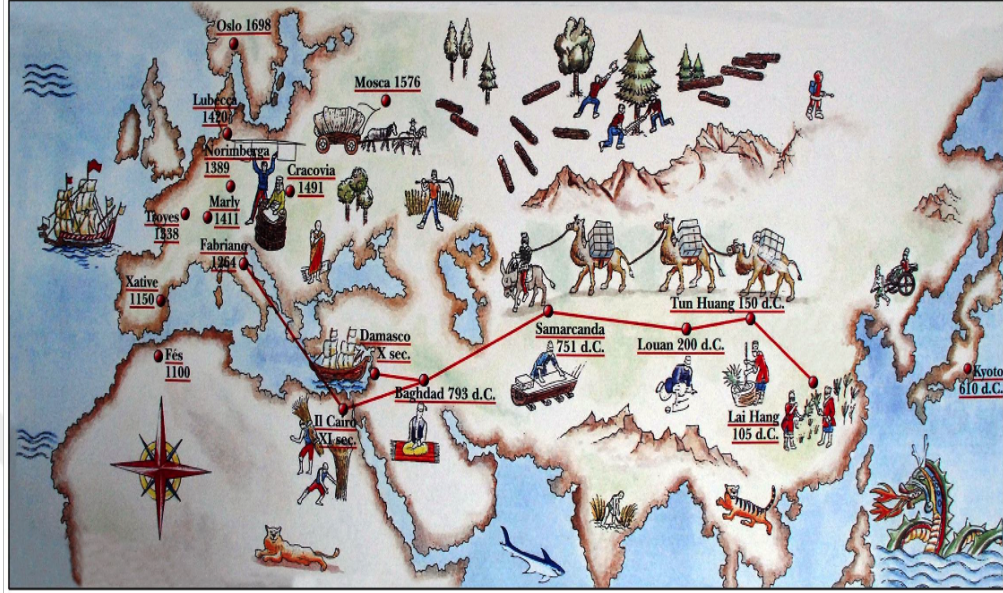 Oslo 1698
Mosca 1576
Lubecca
1420
Norimberga
1389
Cracovia
1491
Marly
1411
Troyes
1338
Fabriano
1264
Xative
1150
Fés
1100
Damasco
X sec.
Baghdad 793 d.C.
Il Cairo
XI sec.
Samarcanda
751 d.C.
Tun Huang 150 d.C.
Louan 200 d.C.
Lai Hang
105 d.C.
Kyoto
610 d.C.